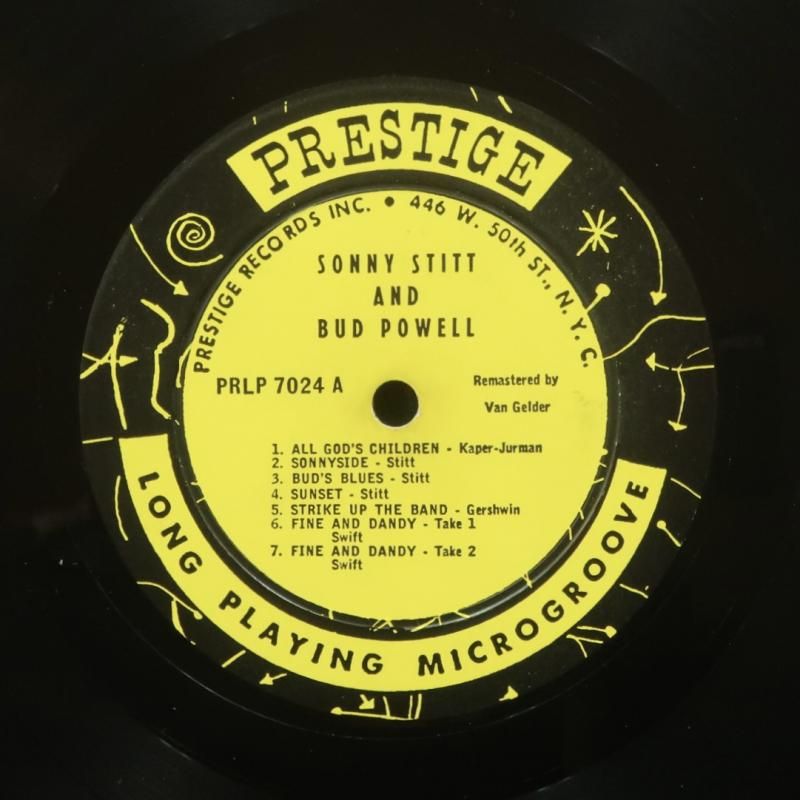 PRESTIGE
PRESTIGE RECORDS INC. • 446 W. 50th ST., N.Y.C.
SONNY STITT
AND
BUD POWELL
PRLP 7024 A
Remastered by
Van Gelder
1. ALL GOD'S CHILDREN - Kaper-Jurman
2. SONNYSIDE - Stitt
3. BUD'S BLUES - Stitt
4. SUNSET - Stitt
5. STRIKE UP THE BAND - Gershwin
6. FINE AND DANDY - Take 1
Swift
7. FINE AND DANDY - Take 2
Swift
LONG PLAYING MICROGROOVE